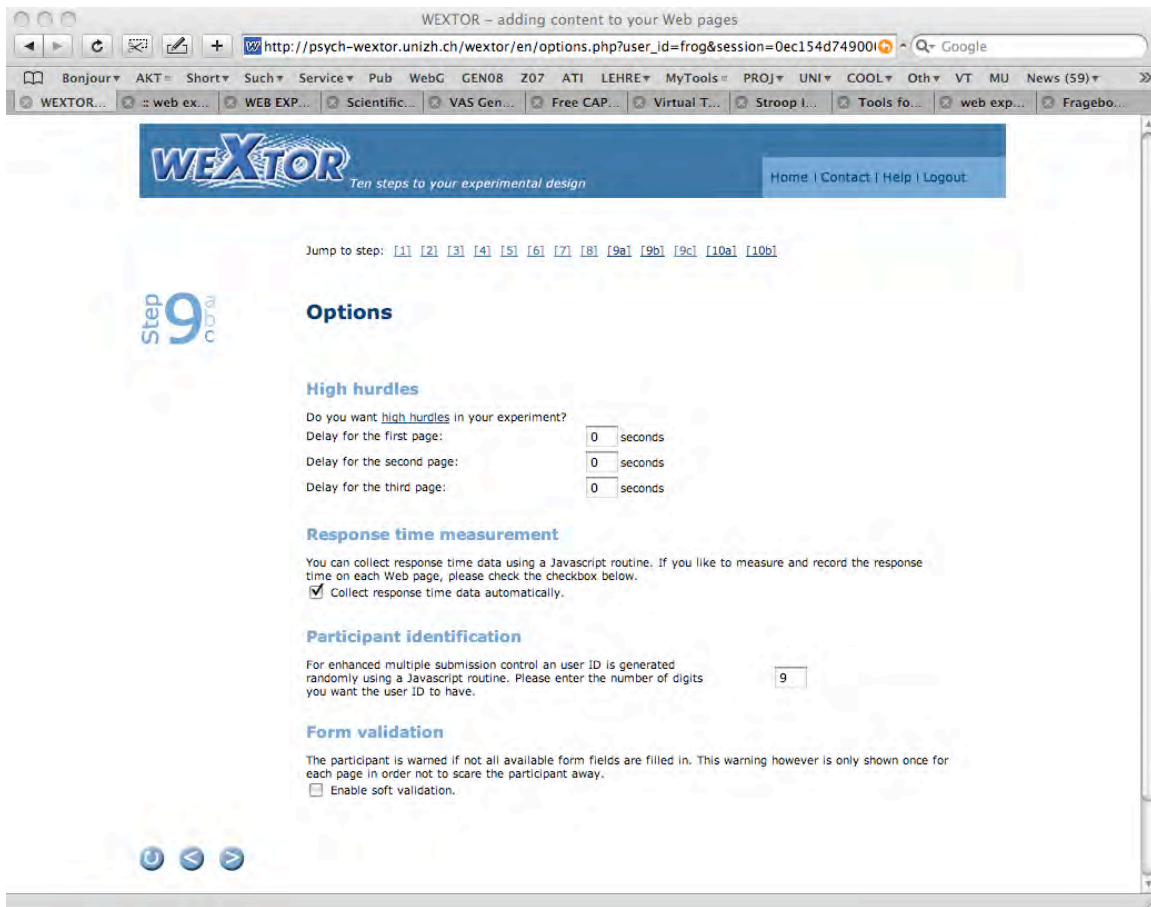 WEXTOR – adding content to your Web pages
http://psych-wextor.unizh.ch/wextor/en/options.php?user_id=frog&session=0ec154d74900 Google
Bonjour AKT Short Such Service Pub WebG GEN08 Z07 ATI LEHRE MyTools PROJ UNI COOL Oth VT MU News (59)
WEXTOR... :: web ex... WEB EXP... Scientific... VAS Gen... Free CAP... Virtual T... Stroop I... Tools fo... web exp... Fragebo...
WEXTOR
Ten steps to your experimental design
Home | Contact | Help | Logout
Jump to step: [1] [2] [3] [4] [5] [6] [7] [8] [9a] [9b] [9c] [10a] [10b]
Step 9 a b c
Options
High hurdles
Do you want high hurdles in your experiment?
Delay for the first page: 0 seconds
Delay for the second page: 0 seconds
Delay for the third page: 0 seconds
Response time measurement
You can collect response time data using a Javascript routine. If you like to measure and record the response
time on each Web page, please check the checkbox below.
Collect response time data automatically.
Participant identification
For enhanced multiple submission control an user ID is generated
randomly using a Javascript routine. Please enter the number of digits 9
you want the user ID to have.
Form validation
The participant is warned if not all available form fields are filled in. This warning however is only shown once for
each page in order not to scare the participant away.
Enable soft validation.